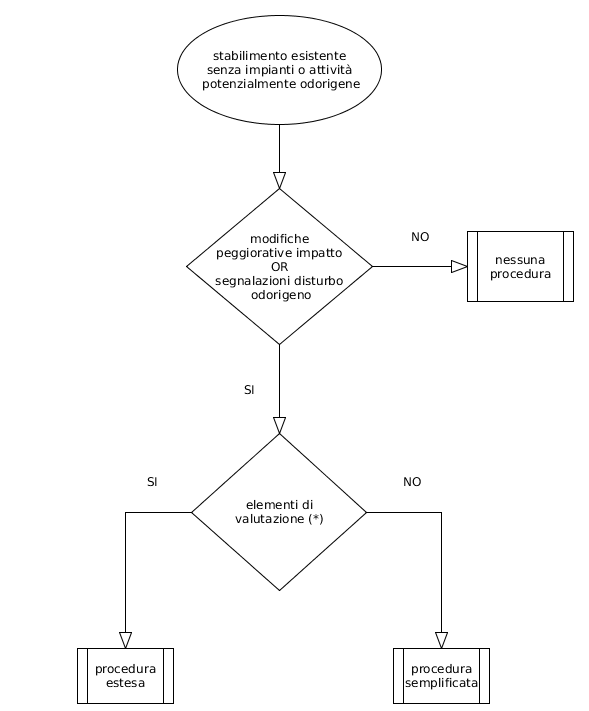 stabilimento esistente
senza impianti o attività
potenzialmente odorigene
modifiche
peggiorative impatto
OR
segnalazioni disturbo
odorigeno
NO
nessuna
procedura
SI
elementi di
valutazione (*)
SI
NO
procedura
estesa
procedura
semplificata